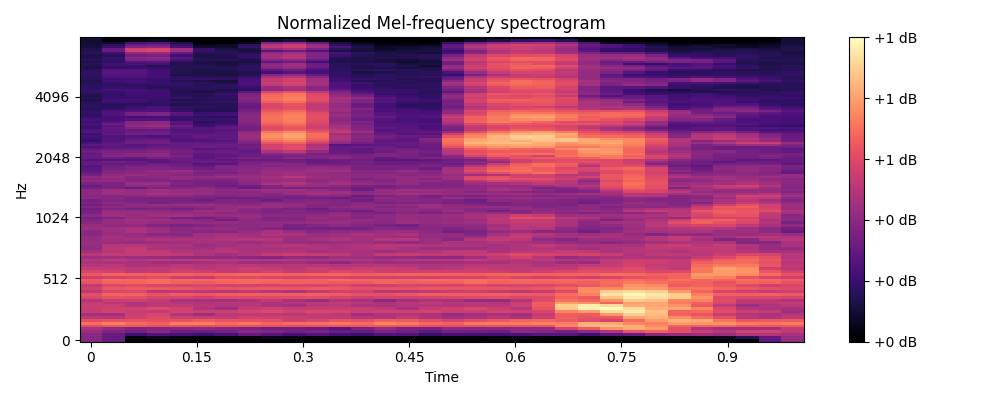 Normalized Mel-frequency spectrogram
Hz
4096
2048
1024
512
0
0 0.15 0.3 0.45 0.6 0.75 0.9
Time
+1 dB
+1 dB
+1 dB
+0 dB
+0 dB
+0 dB